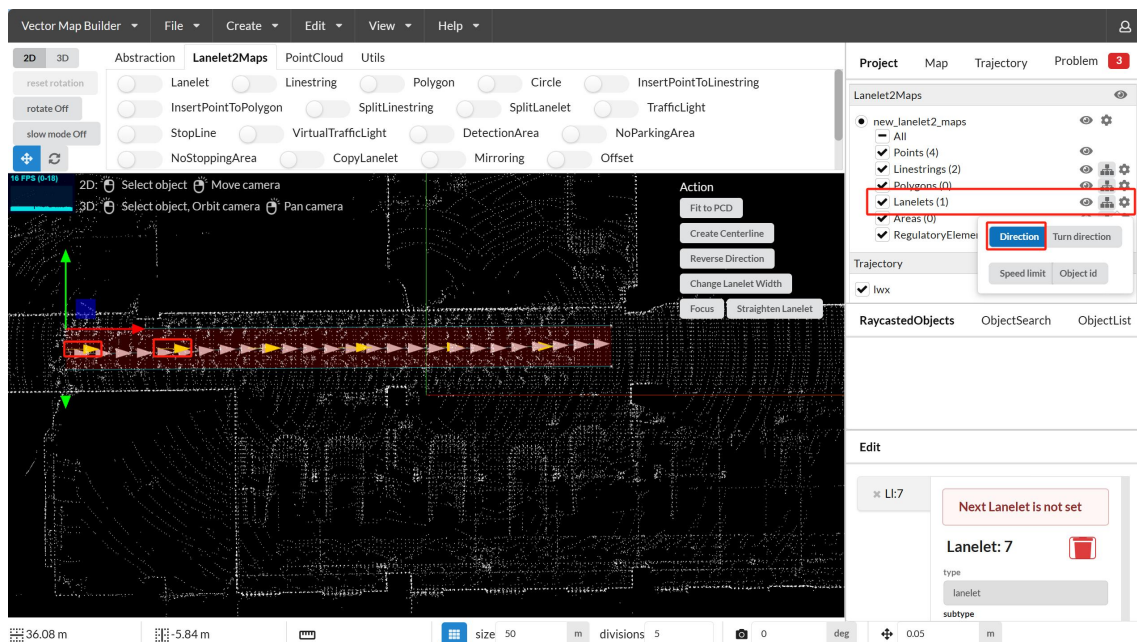 Vector Map Builder File Create Edit View Help
2D 3D Abstraction Lanelet2Maps PointCloud Utils
reset rotation Lanelet Linestring Polygon Circle InsertPointToLinestring
rotate Off InsertPointToPolygon SplitLinestring SplitLanelet TrafficLight
slow mode Off StopLine VirtualTrafficLight DetectionArea NoParkingArea
NoStoppingArea CopyLanelet Mirroring Offset
16 FPS (0-18)
2D: Select object Move camera
3D: Select object, Orbit camera Pan camera
Action
Fit to PCD
Create Centerline
Reverse Direction
Change Lanelet Width
Focus Straighten Lanelet
Project Map Trajectory Problem 3
Lanelet2Maps
new_lanelet2_maps
All
Points (4)
Linestrings (2)
Polygons (0)
Lanelets (1)
Areas (0)
RegulatoryElemen
Direction Turn direction
Speed limit Object id
Trajectory
lwx
RaycastedObjects ObjectSearch ObjectList
Edit
× Ll:7
Next Lanelet is not set
Lanelet: 7
type
lanelet
subtype
36.08 m -5.84 m size 50 m divisions 5 0 deg 0.05 m